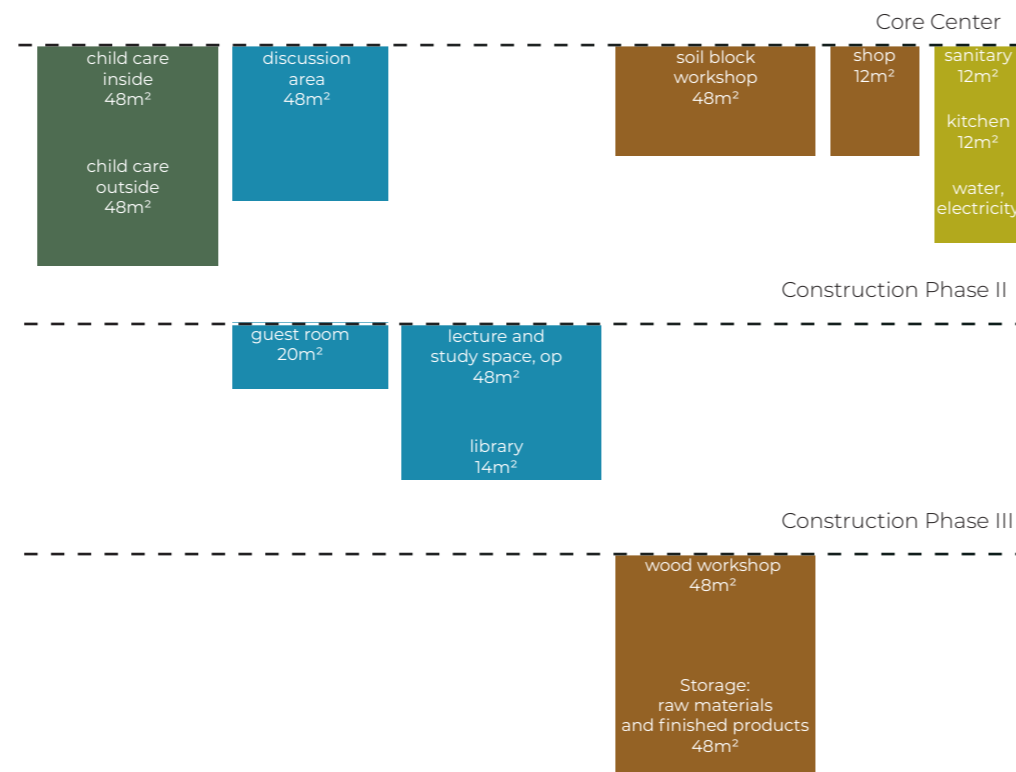 Core Center
child care
inside
48m²
child care
outside
48m²
discussion
area
48m²
soil block
workshop
48m²
shop
12m²
sanitary
12m²
kitchen
12m²
water,
electricity
Construction Phase II
guest room
20m²
lecture and
study space, op
48m²
library
14m²
Construction Phase III
wood workshop
48m²
Storage:
raw materials
and finished products
48m²